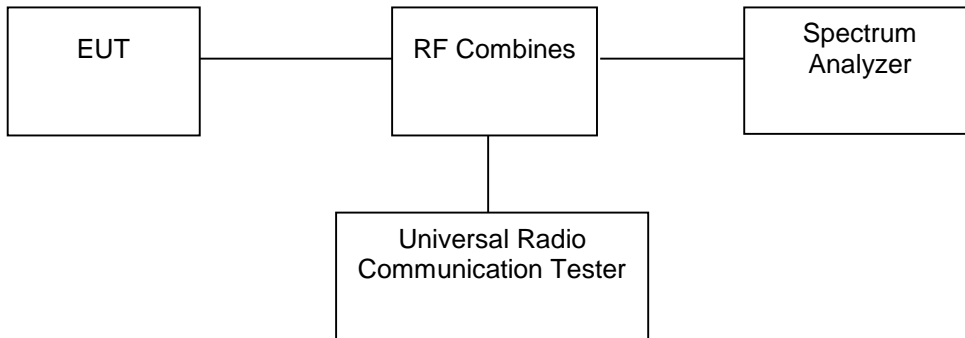 EUT
RF Combines
Spectrum
Analyzer
Universal Radio
Communication Tester